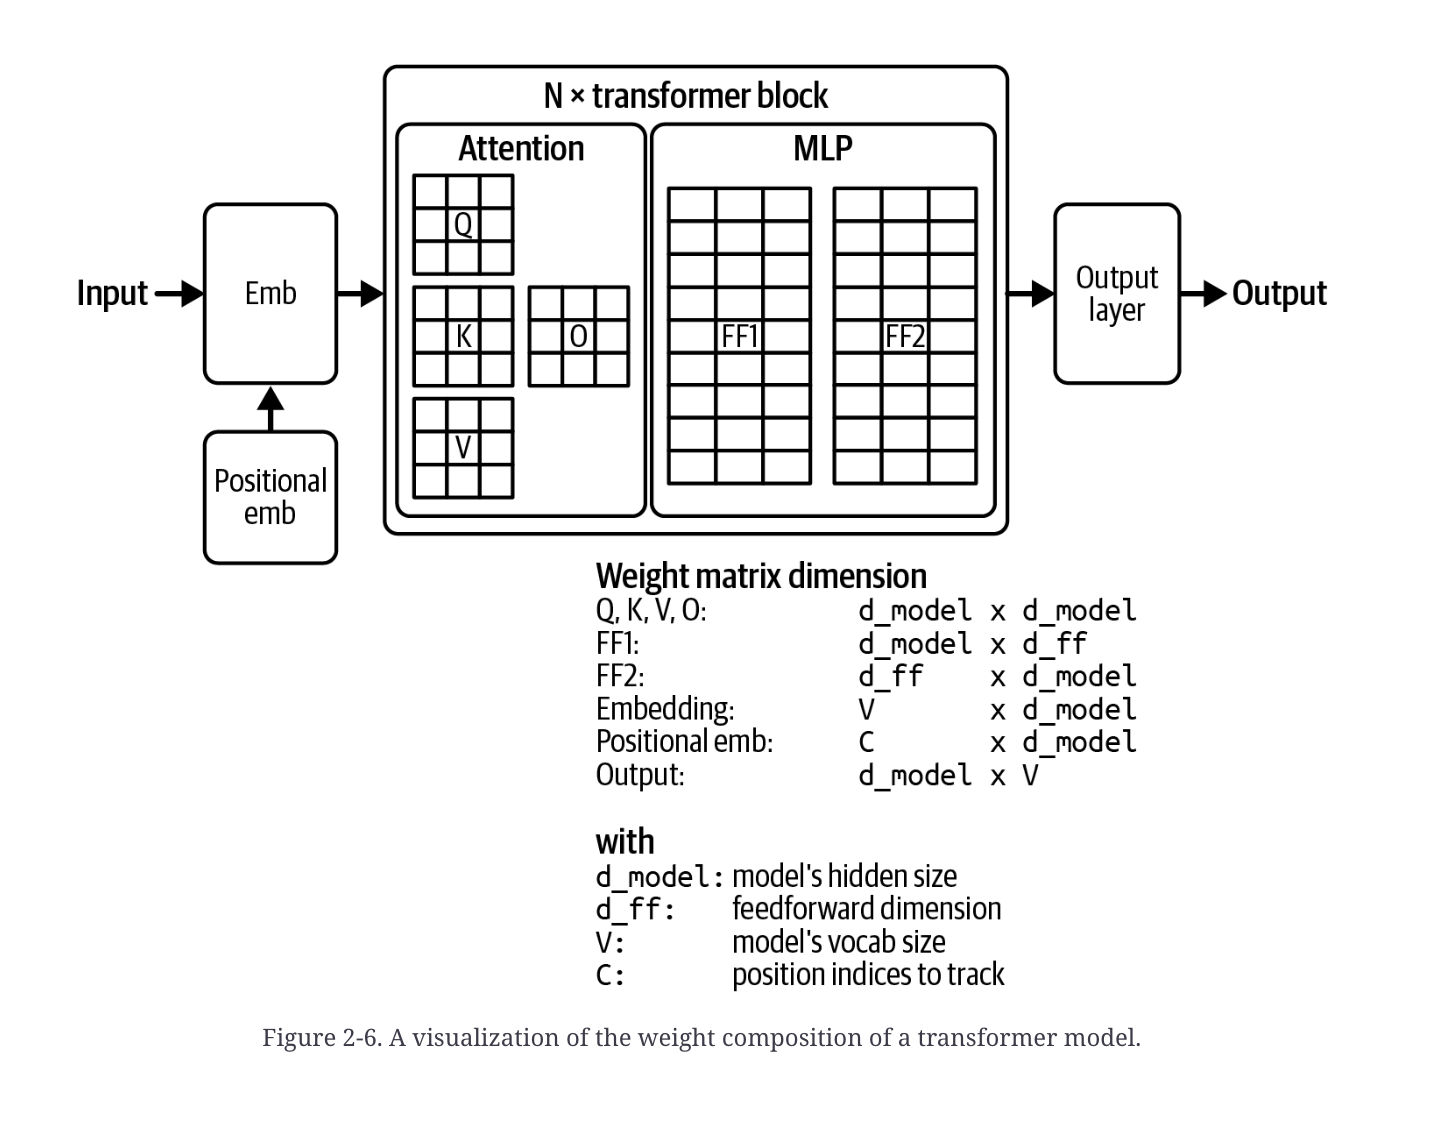 N × transformer block
Attention
MLP
Q
K
O
V
FF1
FF2
Input
Emb
Positional
emb
Output
layer
Output
Weight matrix dimension
Q, K, V, O: d_model x d_model
FF1: d_model x d_ff
FF2: d_ff x d_model
Embedding: V x d_model
Positional emb: C x d_model
Output: d_model x V
with
d_model: model's hidden size
d_ff: feedforward dimension
V: model's vocab size
C: position indices to track
Figure 2-6. A visualization of the weight composition of a transformer model.